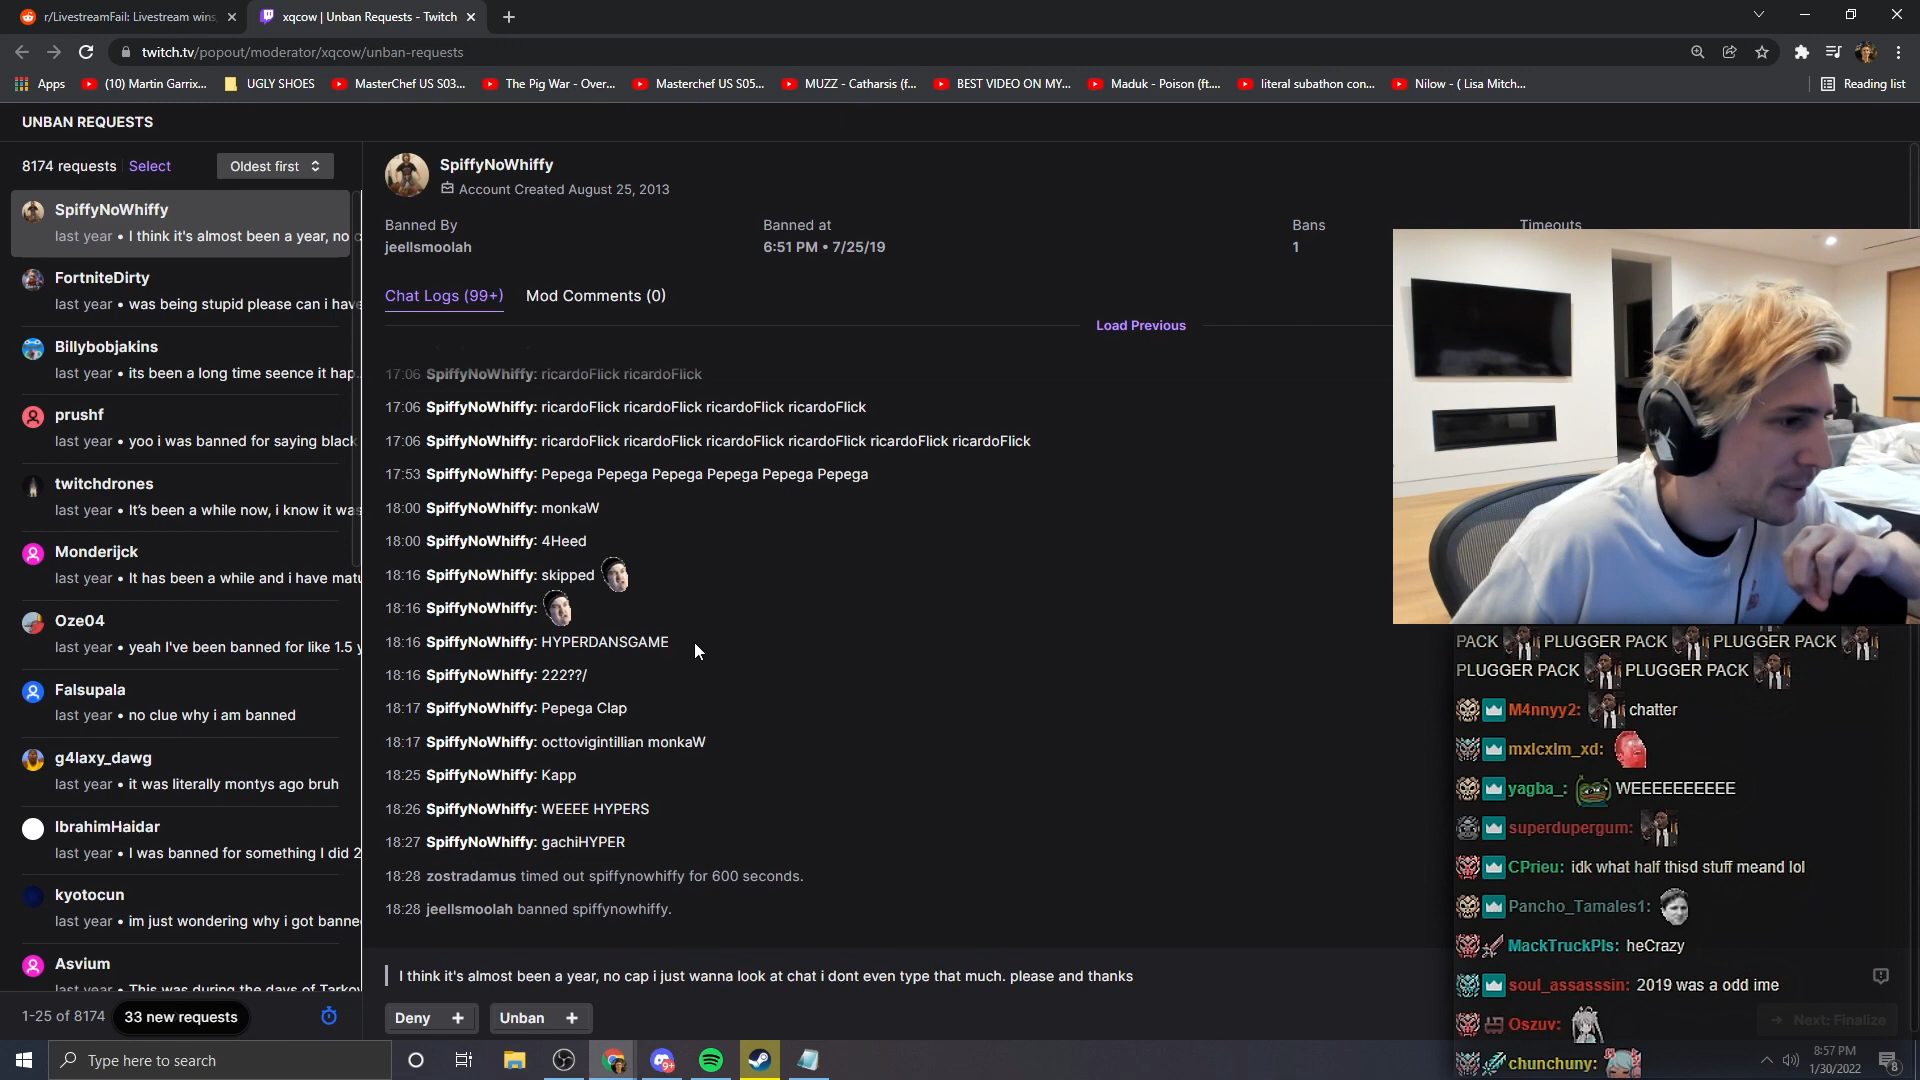 r/LivestreamFail: Livestream wins,
xqcow | Unban Requests - Twitch
twitch.tv/popout/moderator/xqcow/unban-requests
Apps
(10) Martin Garrix...
UGLY SHOES
MasterChef US S03...
The Pig War - Over...
Masterchef US S05...
MUZZ - Catharsis (f...
BEST VIDEO ON MY...
Maduk - Poison (ft....
literal subathon con...
Nilow - ( Lisa Mitch...
Reading list
UNBAN REQUESTS
8174 requests Select
Oldest first
SpiffyNoWhiffy
last year • I think it's almost been a year, no
FortniteDirty
last year • was being stupid please can i have
Billybobjakins
last year • its been a long time seence it hap...
prushf
last year • yoo i was banned for saying black
twitchdrones
last year • It's been a while now, i know it was
Monderijck
last year • It has been a while and i have matu
Oze04
last year • yeah I've been banned for like 1.5 y
Falsupala
last year • no clue why i am banned
g4laxy_dawg
last year • it was literally montys ago bruh
IbrahimHaidar
last year • I was banned for something I did 2
kyotocun
last year • im just wondering why i got banne
Asvium
last year • This was during the days of Tarkov
1-25 of 8174
33 new requests
SpiffyNoWhiffy
Account Created August 25, 2013
Banned By
jeellsmoolah
Banned at
6:51 PM • 7/25/19
Bans
1
Timeouts
Chat Logs (99+)
Mod Comments (0)
Load Previous
17:06 SpiffyNoWhiffy: ricardoFlick ricardoFlick
17:06 SpiffyNoWhiffy: ricardoFlick ricardoFlick ricardoFlick ricardoFlick
17:06 SpiffyNoWhiffy: ricardoFlick ricardoFlick ricardoFlick ricardoFlick ricardoFlick ricardoFlick
17:53 SpiffyNoWhiffy: Pepega Pepega Pepega Pepega Pepega Pepega
18:00 SpiffyNoWhiffy: monkaW
18:00 SpiffyNoWhiffy: 4Heed
18:16 SpiffyNoWhiffy: skipped
18:16 SpiffyNoWhiffy:
18:16 SpiffyNoWhiffy: HYPERDANSGAME
18:16 SpiffyNoWhiffy: 222??/
18:17 SpiffyNoWhiffy: Pepega Clap
18:17 SpiffyNoWhiffy: octtovigintillian monkaW
18:25 SpiffyNoWhiffy: Kapp
18:26 SpiffyNoWhiffy: WEEEE HYPERS
18:27 SpiffyNoWhiffy: gachiHYPER
18:28 zostradamus timed out spiffynowhiffy for 600 seconds.
18:28 jeellsmoolah banned spiffynowhiffy.
I think it's almost been a year, no cap i just wanna look at chat i dont even type that much. please and thanks
Deny +
Unban +
PACK PLUGGER PACK PLUGGER PACK
PLUGGER PACK PLUGGER PACK
M4nnyy2: chatter
mxlcxlm_xd:
yagba_: WEEEEEEEEEE
superdupergum:
CPrieu: idk what half thisd stuff meand lol
Pancho_Tamales1:
MackTruckPls: heCrazy
soul_assasssin: 2019 was a odd ime
Oszuv:
Next: Finalize
chunchuny:
Type here to search
9+
8:57 PM
1/30/2022
8